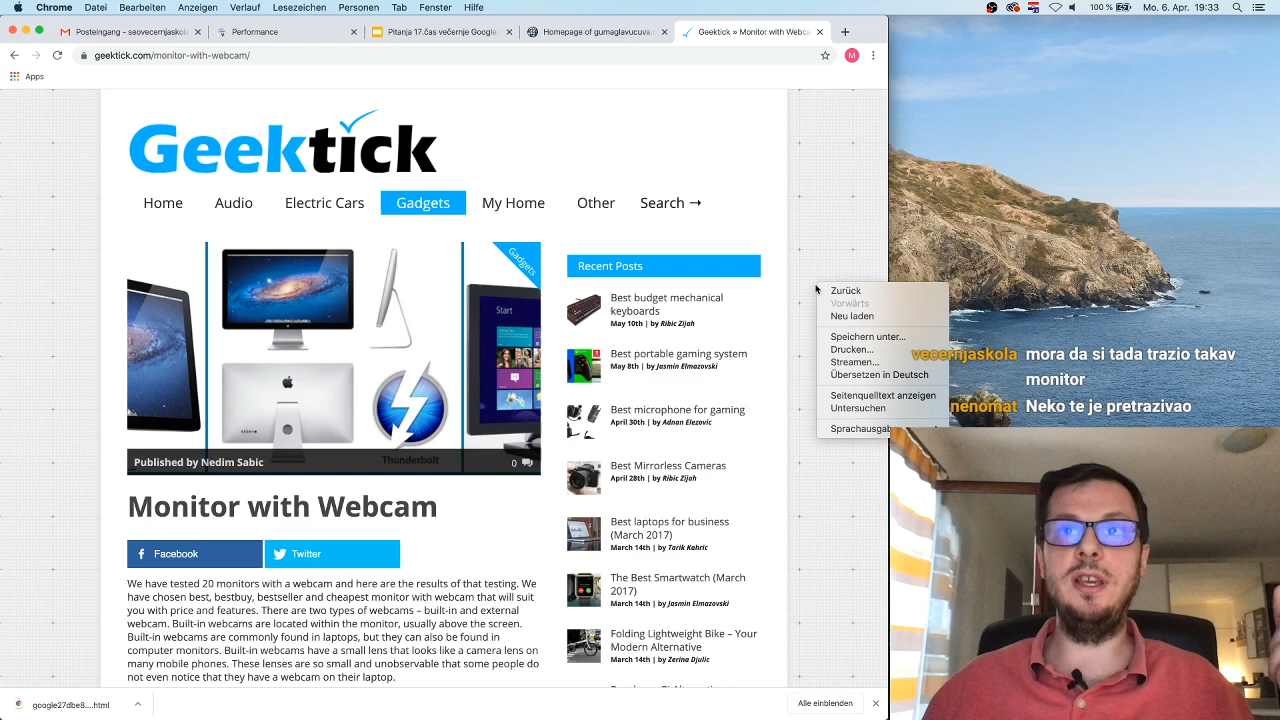 Chrome Datei Bearbeiten Anzeigen Verlauf Lesezeichen Personen Tab Fenster Hilfe
100 % Mo. 6. Apr. 19:33
Posteingang - seovecernjaskol
Performance
Pitanja 17.čas večernje Google
Homepage of gumaglavucuva.
Geektick » Monitor with Webca
geektick.com/monitor-with-webcam/
M
Apps
Geektick
Home Audio Electric Cars Gadgets My Home Other Search →
Gadgets
Start
Thunderbolt
Published by Nedim Sabic
0
Monitor with Webcam
Facebook
Twitter
We have tested 20 monitors with a webcam and here are the results of that testing. We
have chosen best, bestbuy, bestseller and cheapest monitor with webcam that will suit
you with price and features. There are two types of webcams – built-in and external
webcam. Built-in webcams are located within the monitor, usually above the screen.
Built-in webcams are commonly found in laptops, but they can also be found in
computer monitors. Built-in webcams have a small lens that looks like a camera lens on
many mobile phones. These lenses are so small and unobservable that some people do
not even notice that they have a webcam on their laptop.
Recent Posts
Best budget mechanical
keyboards
May 10th | by Ribic Zijah
Best portable gaming system
May 8th | by Jasmin Elmazovski
Best microphone for gaming
April 30th | by Adnan Elezovic
Best Mirrorless Cameras
April 28th | by Ribic Zijah
Best laptops for business
(March 2017)
March 14th | by Tarik Kahric
The Best Smartwatch (March
2017)
March 14th | by Jasmin Elmazovski
Folding Lightweight Bike – Your
Modern Alternative
March 14th | by Zerina Djulic
Zurück
Vorwärts
Neu laden
Speichern unter...
Drucken...
Streamen...
Übersetzen in Deutsch
Seitenquelltext anzeigen
Untersuchen
Sprachausgab
vecernjaskola mora da si tada trazio takav
monitor
nenomat Neko te je pretrazivao
google27dbe8....html
Alle einblenden